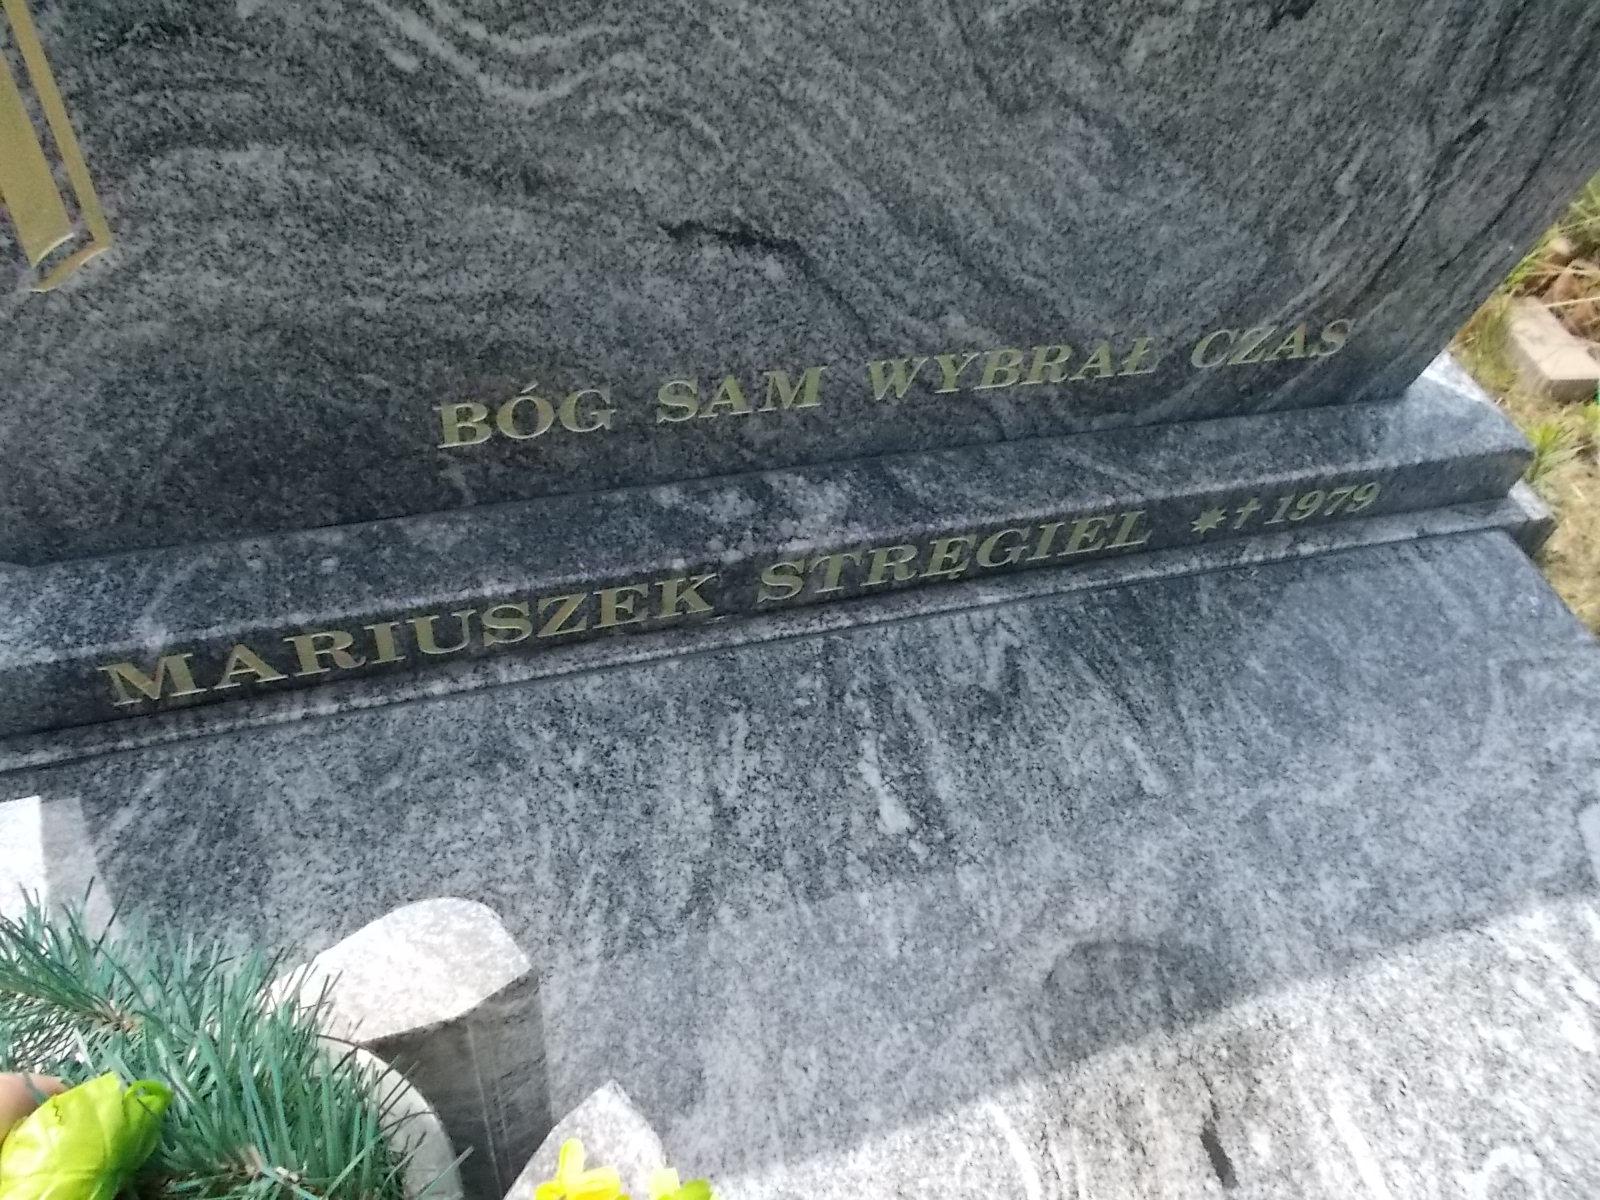 BÓG SAM WYBRAŁ CZAS
MARIUSZEK STRĘGIEL *†1979